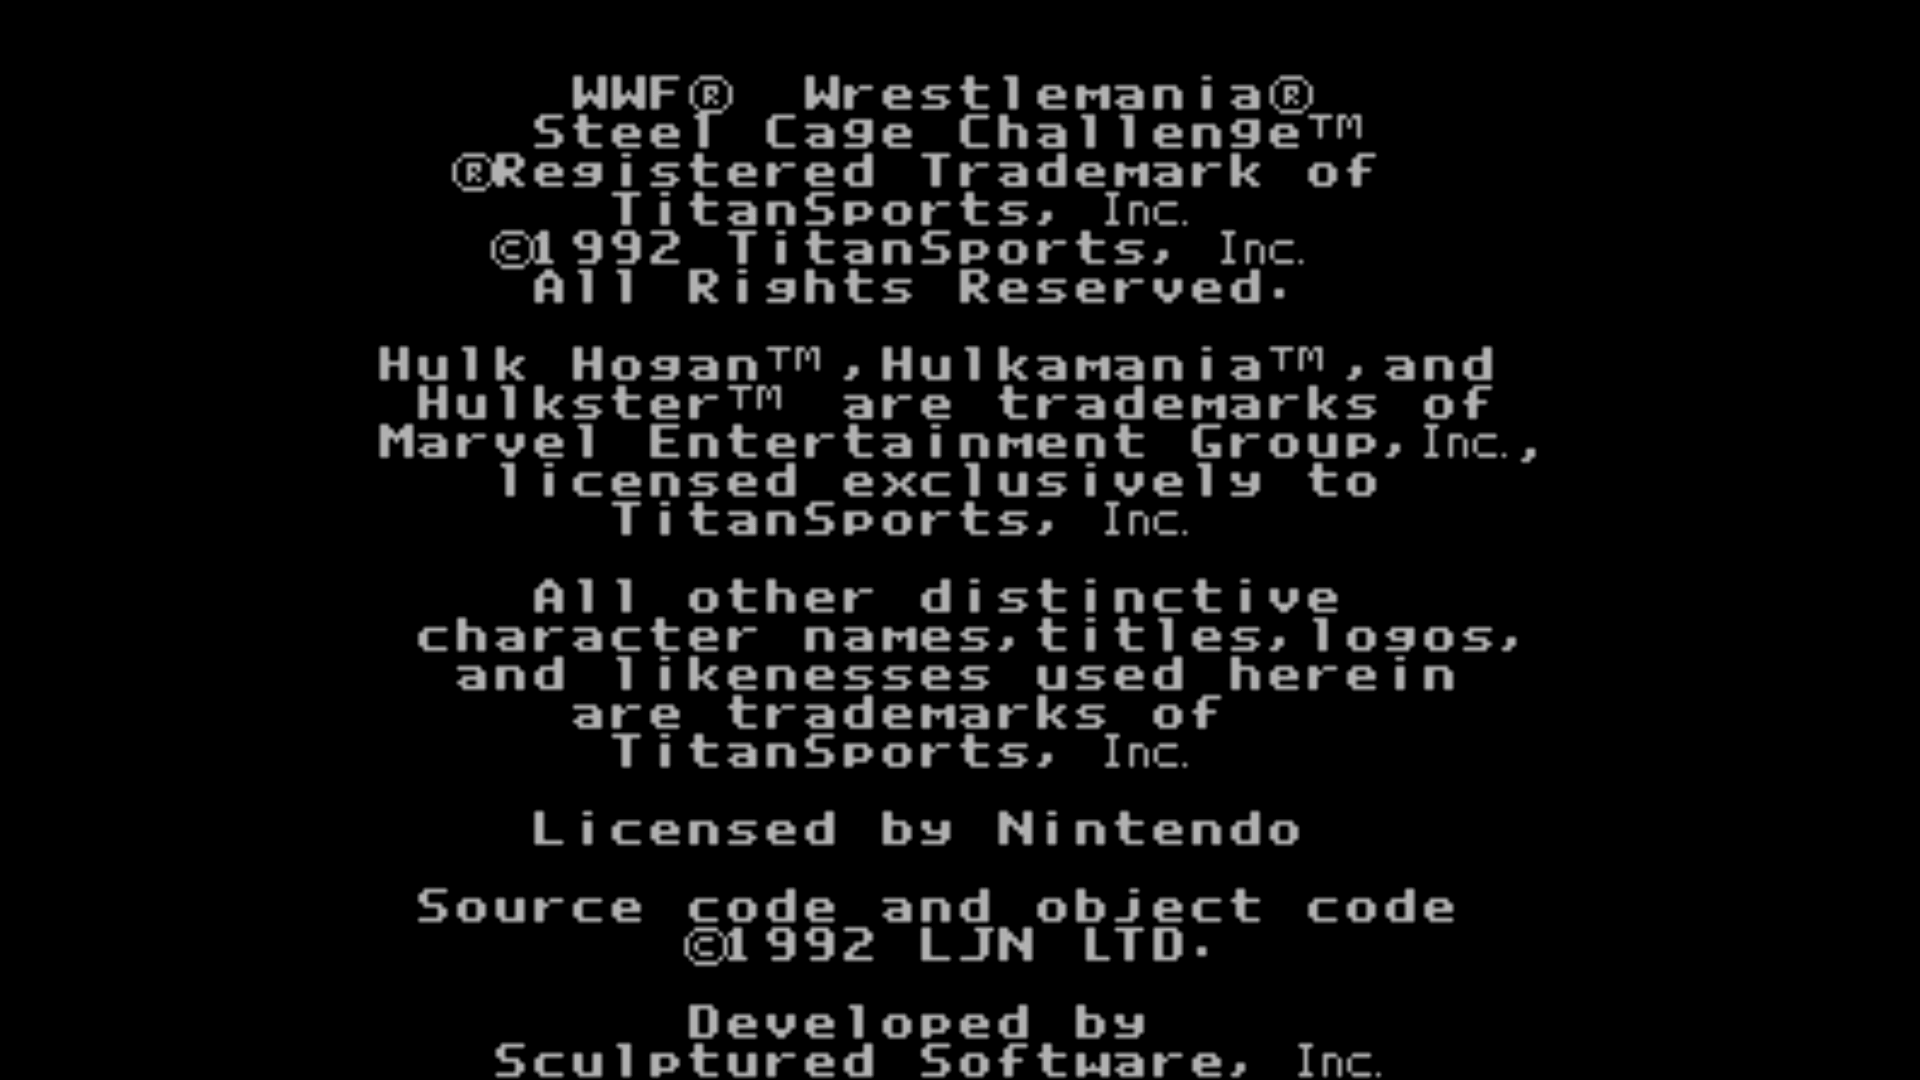 WWF® Wrestlemania®
Steel Cage Challenge™
®Registered Trademark of
TitanSports, Inc.
©1992 TitanSports, Inc.
All Rights Reserved.
Hulk Hogan™,Hulkamania™,and
Hulkster™ are trademarks of
Marvel Entertainment Group,Inc.,
licensed exclusively to
TitanSports, Inc.
All other distinctive
character names,titles,logos,
and likenesses used herein
are trademarks of
TitanSports, Inc.
Licensed by Nintendo
Source code and object code
©1992 LJN LTD.
Developed by
Sculptured Software, Inc.